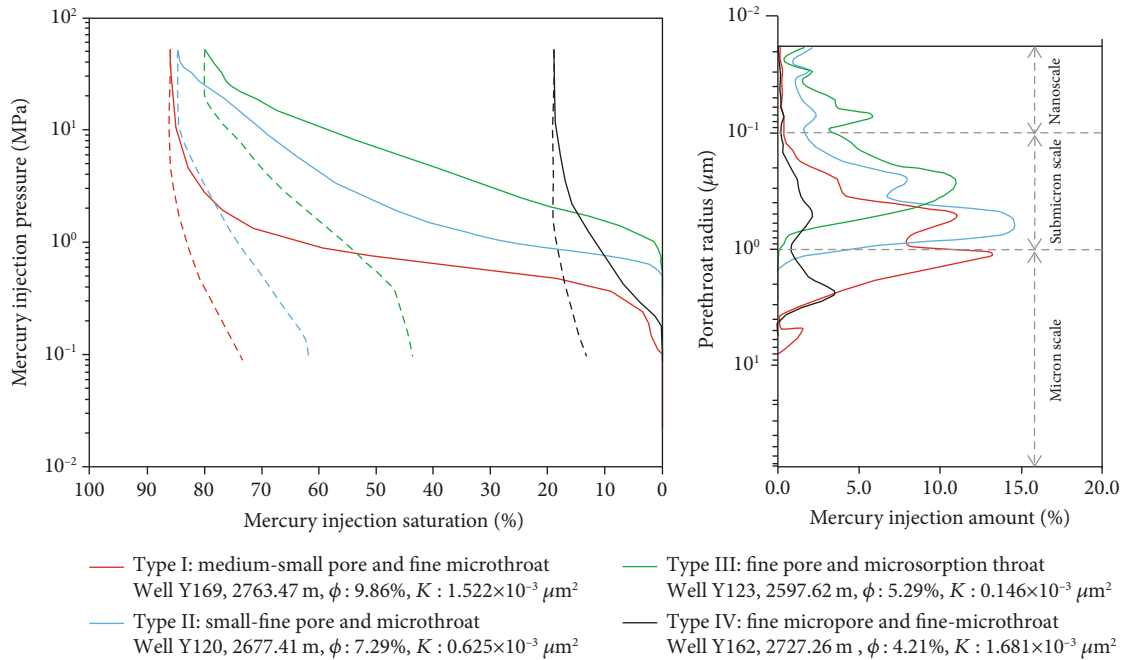 10²
10¹
10⁰
10⁻¹
10⁻²
Mercury injection pressure (MPa)
100 90 80 70 60 50 40 30 20 10 0
Mercury injection saturation (%)
10⁻²
10⁻¹
10⁰
10¹
Porethroat radius (μm)
Nanoscale
Submicron scale
Micron scale
0.0 5.0 10.0 15.0 20.0
Mercury injection amount (%)
Type I: medium-small pore and fine microthroat
Well Y169, 2763.47 m, ϕ: 9.86%, K : 1.522×10⁻³ μm²
Type II: small-fine pore and microthroat
Well Y120, 2677.41 m, ϕ: 7.29%, K : 0.625×10⁻³ μm²
Type III: fine pore and microsorption throat
Well Y123, 2597.62 m, ϕ: 5.29%, K : 0.146×10⁻³ μm²
Type IV: fine micropore and fine-microthroat
Well Y162, 2727.26 m , ϕ: 4.21%, K : 1.681×10⁻³ μm²